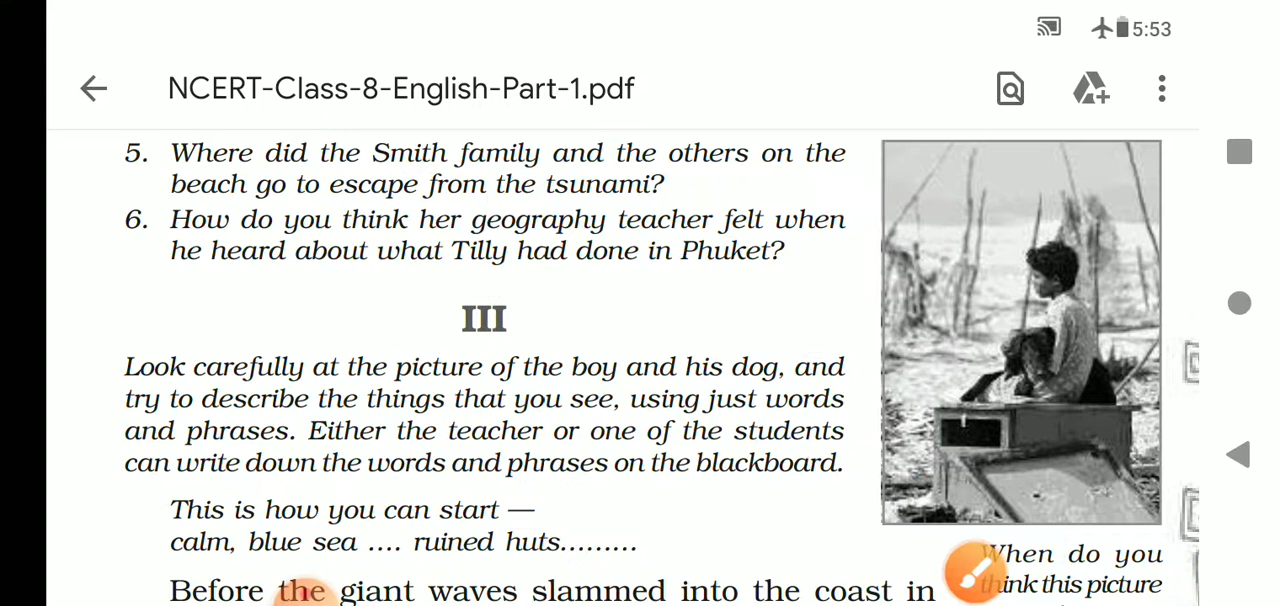 5:53
NCERT-Class-8-English-Part-1.pdf
5. Where did the Smith family and the others on the
beach go to escape from the tsunami?
6. How do you think her geography teacher felt when
he heard about what Tilly had done in Phuket?
III
Look carefully at the picture of the boy and his dog, and
try to describe the things that you see, using just words
and phrases. Either the teacher or one of the students
can write down the words and phrases on the blackboard.
This is how you can start —
calm, blue sea .... ruined huts.........
Before the giant waves slammed into the coast in
When do you
think this picture